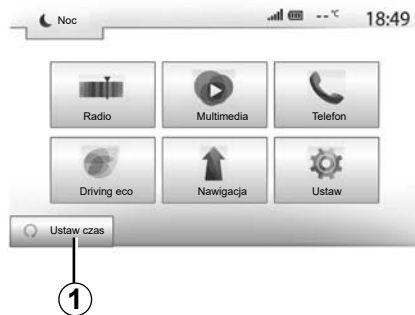 Noc
--°C
18:49
Radio
Multimedia
Telefon
Driving eco
Nawigacja
Ustaw
Ustaw czas
1